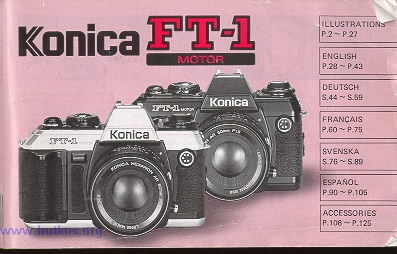 Konica FT-1
MOTOR
ILLUSTRATIONS
P.2 ~ P.27
ENGLISH
P.28 ~ P.43
DEUTSCH
S.44 ~ S.59
FRANÇAIS
P.60 ~ P.75
SVENSKA
S.76 ~ S.89
ESPAÑOL
P.90 ~ P.105
ACCESSORIES
P.106 ~ P.125
FT-1 MOTOR
Konica
FT-1
Konica
KONICA HEXANON AR
www.butkus.org